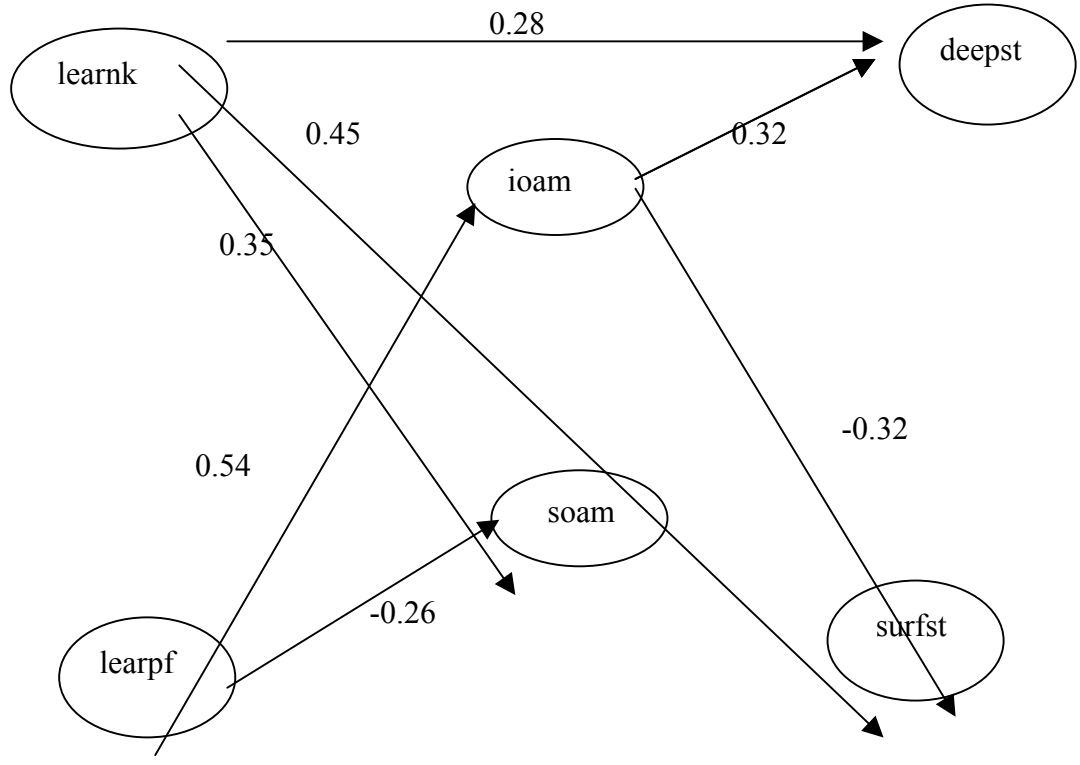 0.28
deepst
learnk
0.45
0.32
ioam
0.35
-0.32
0.54
soam
-0.26
surfst
learpf